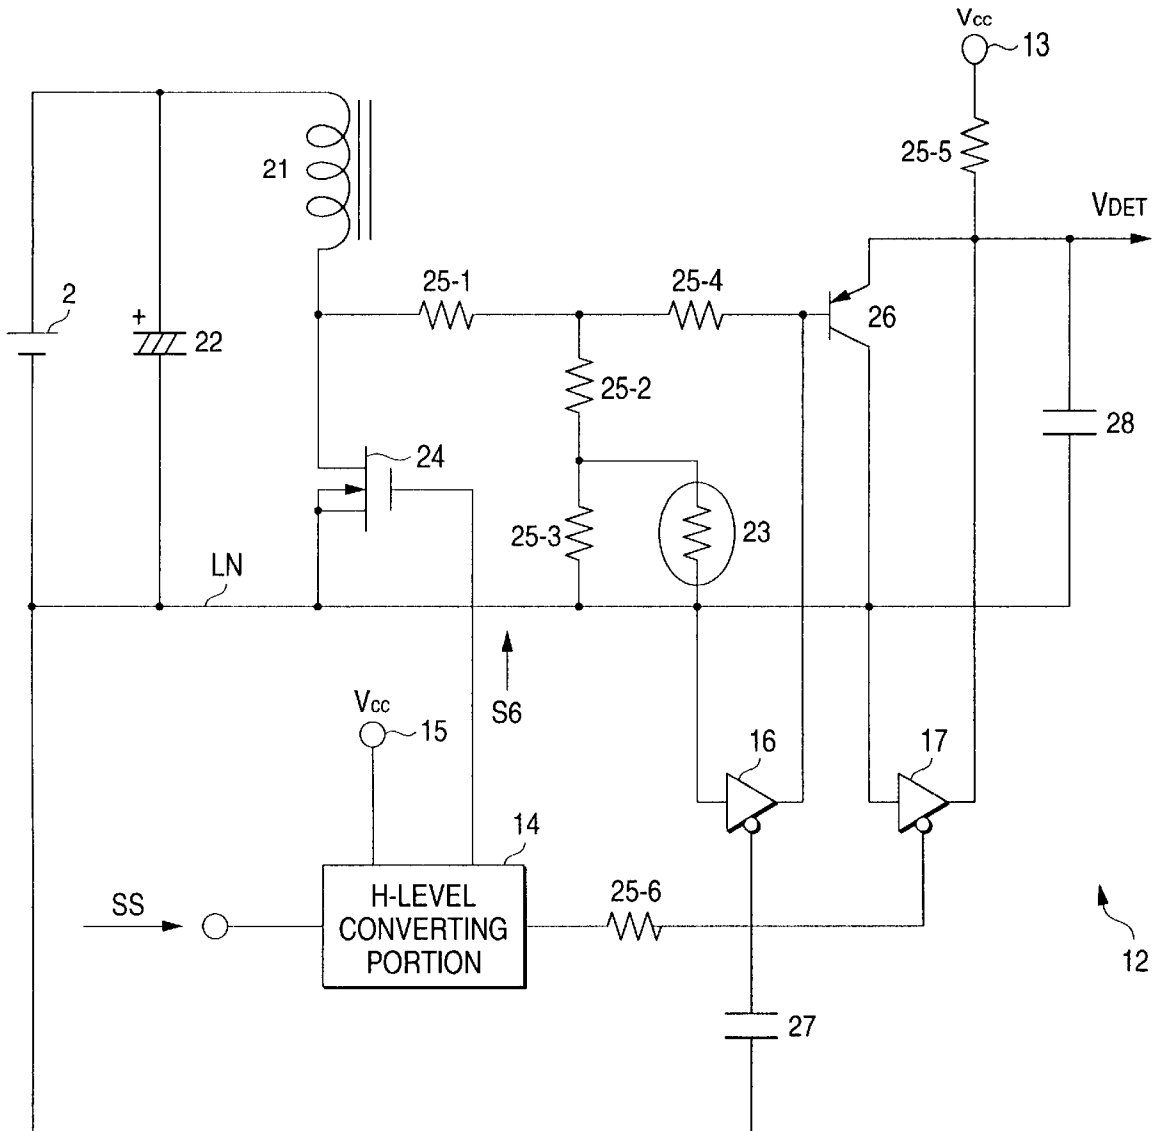 Vcc
13
25-5
21
VDET
25-1
25-4
2
+
22
26
25-2
28
24
25-3
23
LN
S6
Vcc
15
16
17
14
H-LEVEL
CONVERTING
PORTION
25-6
SS
12
27